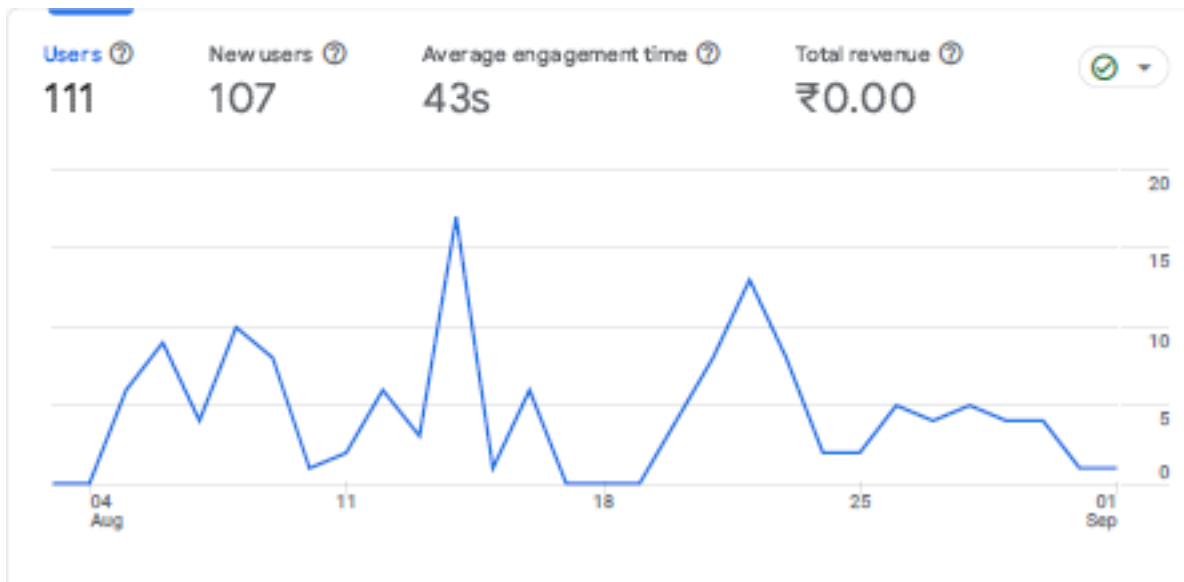 Users New users Average engagement time Total revenue
111 107 43s ₹0.00
20
15
10
5
0
04 11 18 25 01
Aug Sep